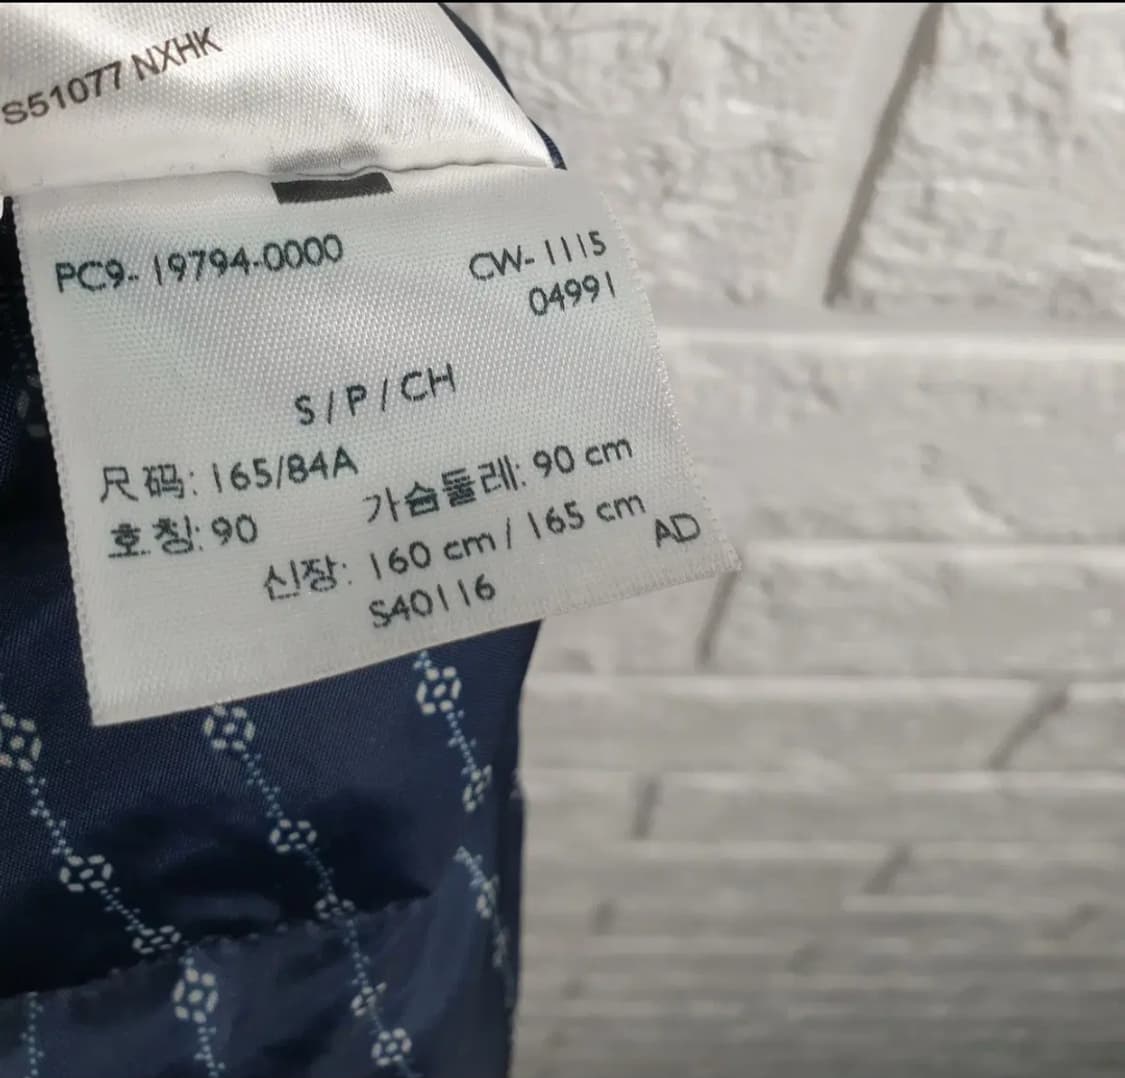 S51077 NXHK
PC9- 19794-0000
CW- 1115
04991
S / P / CH
尺码: 165/84A
호칭: 90
가슴둘레: 90 cm
신장: 160 cm / 165 cm
S40116
AD